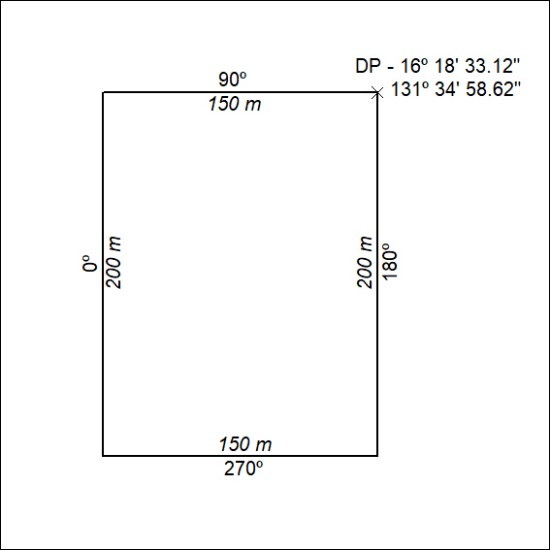 DP - 16º 18' 33.12"
131º 34' 58.62"
90º
150 m
0º
200 m
200 m
180º
150 m
270º